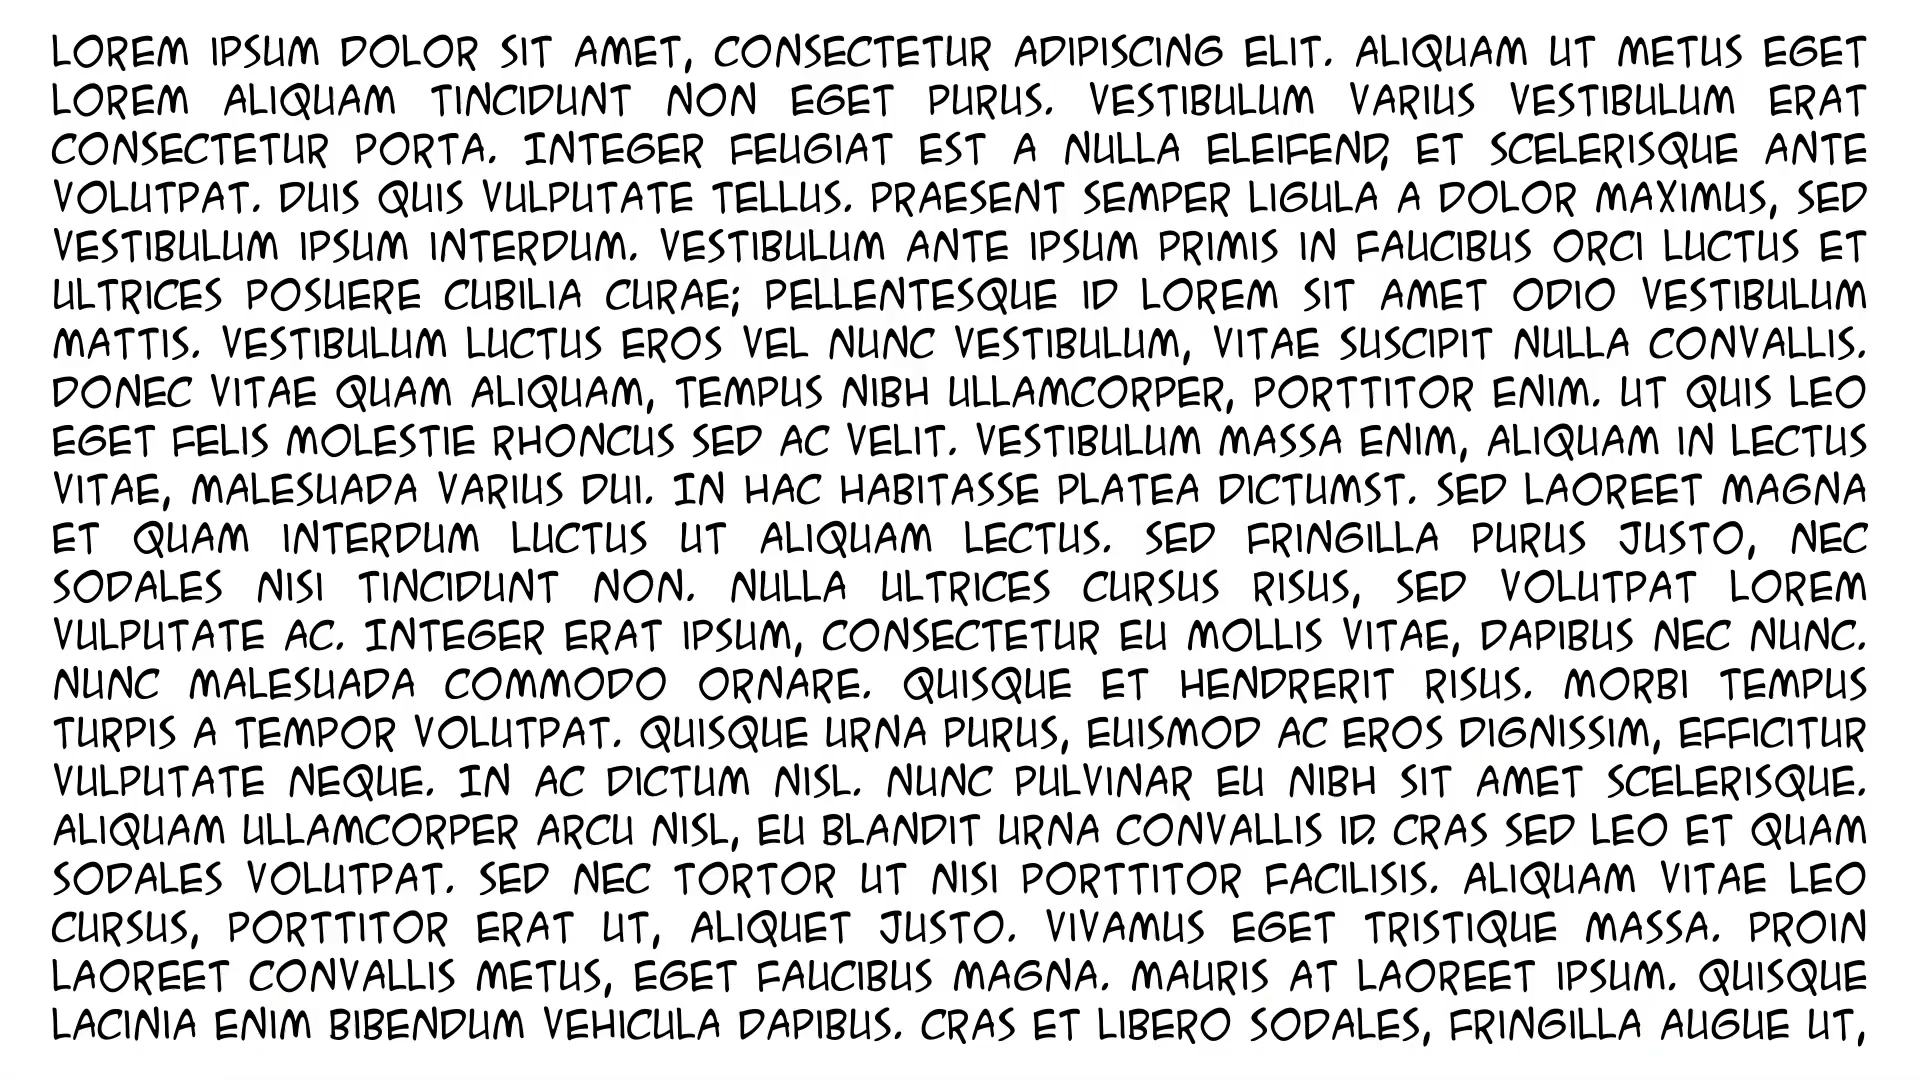 LOREM IPSUM DOLOR SIT AMET, CONSECTETUR ADIPISCING ELIT. ALIQUAM UT METUS EGET
LOREM ALIQUAM TINCIDUNT NON EGET PURUS. VESTIBULUM VARIUS VESTIBULUM ERAT
CONSECTETUR PORTA. INTEGER FEUGIAT EST A NULLA ELEIFEND, ET SCELERISQUE ANTE
VOLUTPAT. DUIS QUIS VULPUTATE TELLUS. PRAESENT SEMPER LIGULA A DOLOR MAXIMUS, SED
VESTIBULUM IPSUM INTERDUM. VESTIBULUM ANTE IPSUM PRIMIS IN FAUCIBUS ORCI LUCTUS ET
ULTRICES POSUERE CUBILIA CURAE; PELLENTESQUE ID LOREM SIT AMET ODIO VESTIBULUM
MATTIS. VESTIBULUM LUCTUS EROS VEL NUNC VESTIBULUM, VITAE SUSCIPIT NULLA CONVALLIS.
DONEC VITAE QUAM ALIQUAM, TEMPUS NIBH ULLAMCORPER, PORTTITOR ENIM. UT QUIS LEO
EGET FELIS MOLESTIE RHONCUS SED AC VELIT. VESTIBULUM MASSA ENIM, ALIQUAM IN LECTUS
VITAE, MALESUADA VARIUS DUI. IN HAC HABITASSE PLATEA DICTUMST. SED LAOREET MAGNA
ET QUAM INTERDUM LUCTUS UT ALIQUAM LECTUS. SED FRINGILLA PURUS JUSTO, NEC
SODALES NISI TINCIDUNT NON. NULLA ULTRICES CURSUS RISUS, SED VOLUTPAT LOREM
VULPUTATE AC. INTEGER ERAT IPSUM, CONSECTETUR EU MOLLIS VITAE, DAPIBUS NEC NUNC.
NUNC MALESUADA COMMODO ORNARE. QUISQUE ET HENDRERIT RISUS. MORBI TEMPUS
TURPIS A TEMPOR VOLUTPAT. QUISQUE URNA PURUS, EUISMOD AC EROS DIGNISSIM, EFFICITUR
VULPUTATE NEQUE. IN AC DICTUM NISL. NUNC PULVINAR EU NIBH SIT AMET SCELERISQUE.
ALIQUAM ULLAMCORPER ARCU NISL, EU BLANDIT URNA CONVALLIS ID. CRAS SED LEO ET QUAM
SODALES VOLUTPAT. SED NEC TORTOR UT NISI PORTTITOR FACILISIS. ALIQUAM VITAE LEO
CURSUS, PORTTITOR ERAT UT, ALIQUET JUSTO. VIVAMUS EGET TRISTIQUE MASSA. PROIN
LAOREET CONVALLIS METUS, EGET FAUCIBUS MAGNA. MAURIS AT LAOREET IPSUM. QUISQUE
LACINIA ENIM BIBENDUM VEHICULA DAPIBUS. CRAS ET LIBERO SODALES, FRINGILLA AUGUE UT,